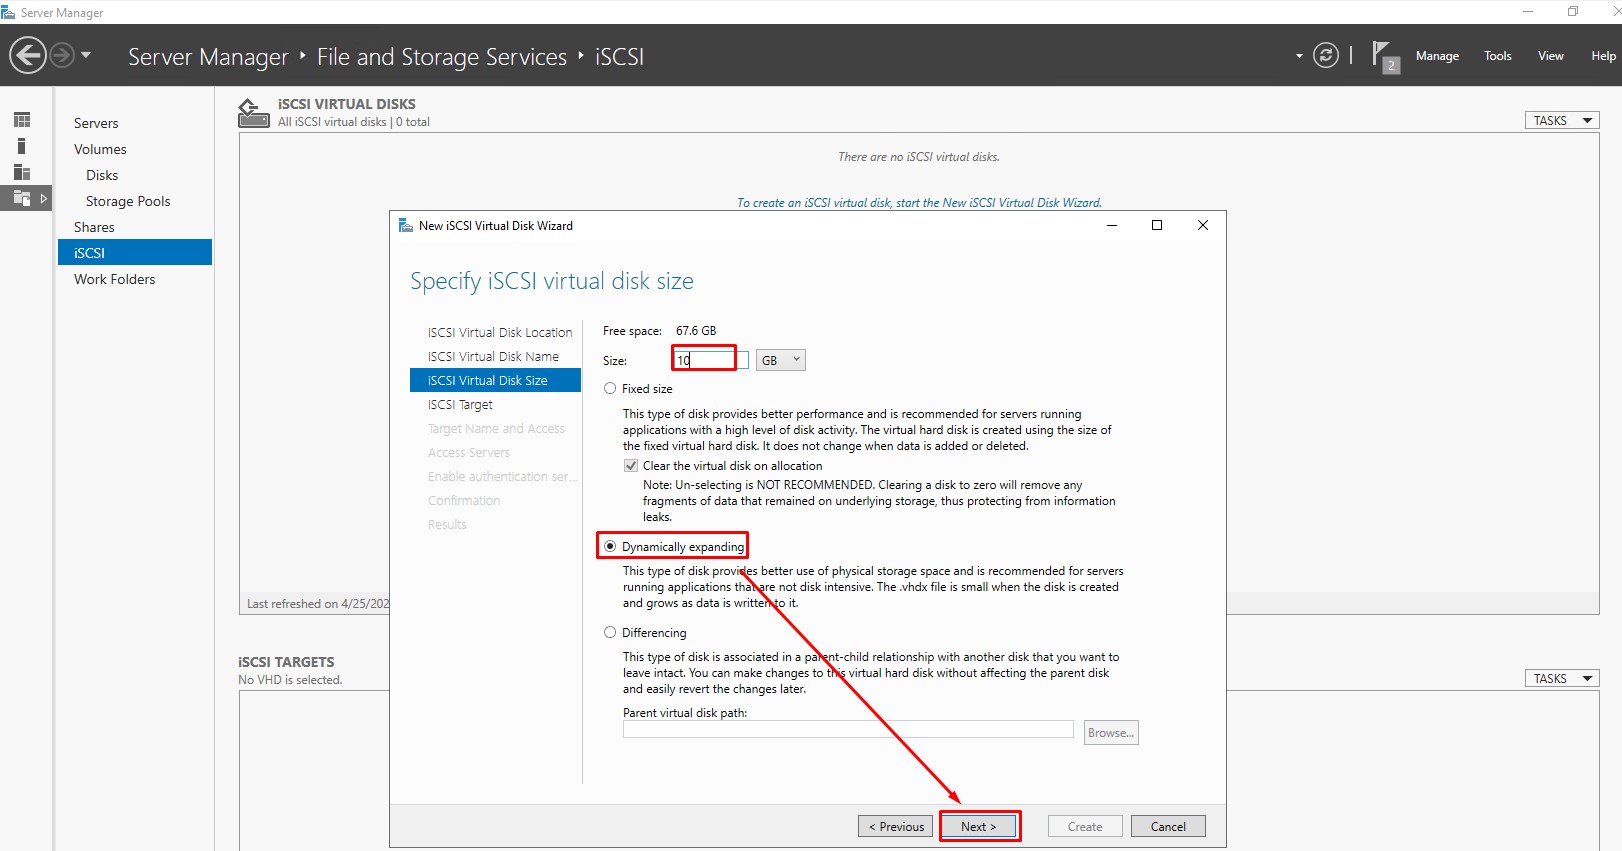 Server Manager
Server Manager ‣ File and Storage Services ‣ iSCSI
2
Manage
Tools
View
Help
Servers
Volumes
Disks
Storage Pools
Shares
iSCSI
Work Folders
iSCSI VIRTUAL DISKS
All iSCSI virtual disks | 0 total
TASKS
There are no iSCSI virtual disks.
To create an iSCSI virtual disk, start the New iSCSI Virtual Disk Wizard.
Last refreshed on 4/25/202
iSCSI TARGETS
No VHD is selected.
TASKS
New iSCSI Virtual Disk Wizard
Specify iSCSI virtual disk size
iSCSI Virtual Disk Location
iSCSI Virtual Disk Name
iSCSI Virtual Disk Size
iSCSI Target
Target Name and Access
Access Servers
Enable authentication ser...
Confirmation
Results
Free space: 67.6 GB
Size: 10 GB
Fixed size
This type of disk provides better performance and is recommended for servers running
applications with a high level of disk activity. The virtual hard disk is created using the size of
the fixed virtual hard disk. It does not change when data is added or deleted.
Clear the virtual disk on allocation
Note: Un-selecting is NOT RECOMMENDED. Clearing a disk to zero will remove any
fragments of data that remained on underlying storage, thus protecting from information
leaks.
Dynamically expanding
This type of disk provides better use of physical storage space and is recommended for servers
running applications that are not disk intensive. The .vhdx file is small when the disk is created
and grows as data is written to it.
Differencing
This type of disk is associated in a parent-child relationship with another disk that you want to
leave intact. You can make changes to this virtual hard disk without affecting the parent disk
and easily revert the changes later.
Parent virtual disk path:
Browse...
< Previous
Next >
Create
Cancel